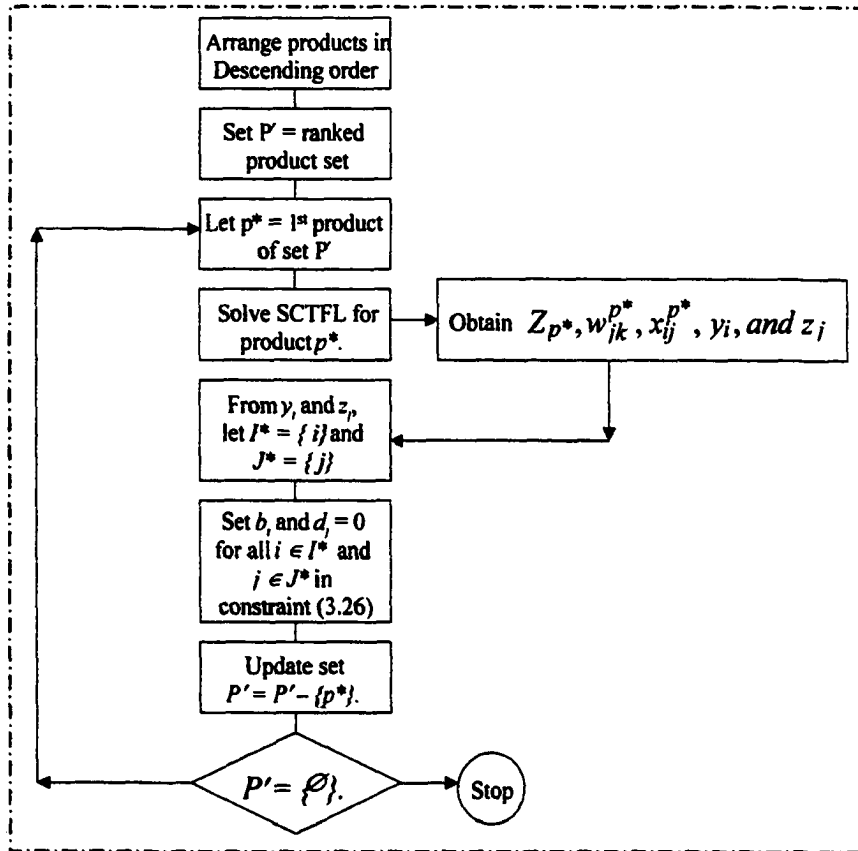 Arrange products in
Descending order
Set P' = ranked
product set
Let p* = 1st product
of set P'
Solve SCTFL for
product p*.
Obtain Z_{p*}, w_{jk}^{p*}, x_{ij}^{p*}, y_i, and z_j
From y_i and z_j,
let I* = { i} and
J* = { j}
Set b_i and d_j = 0
for all i ∈ I* and
j ∈ J* in
constraint (3.26)
Update set
P' = P' – {p*}.
P' = {∅}.
Stop